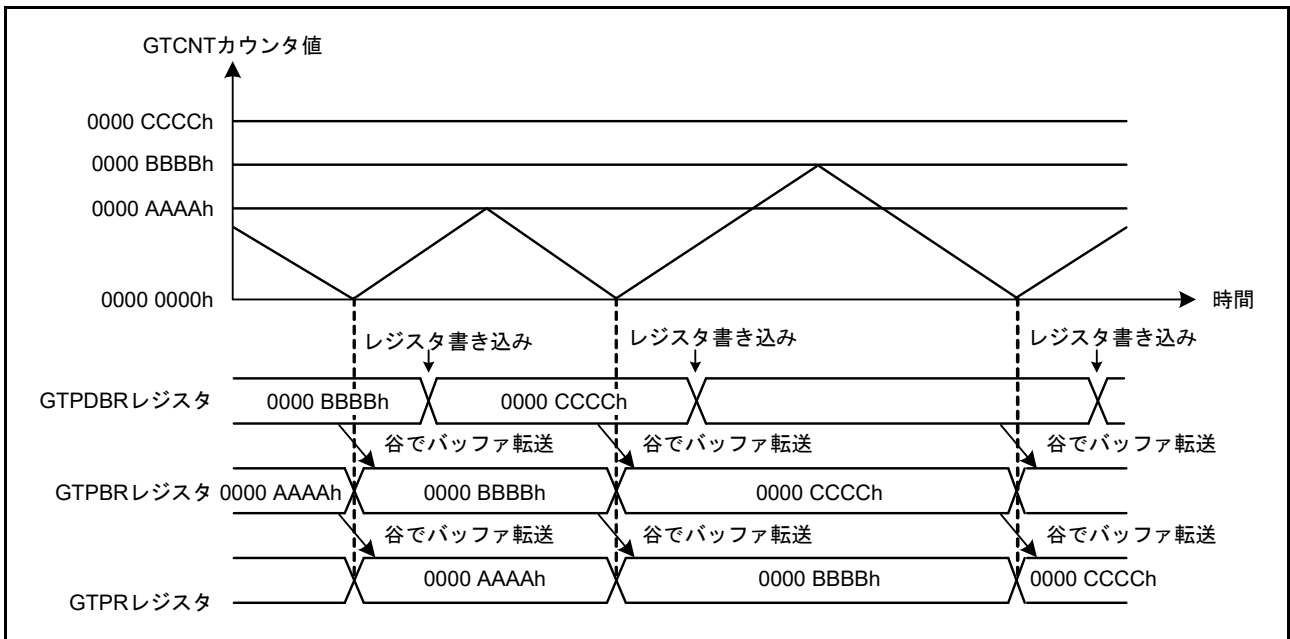 GTCNTカウンタ値
0000 CCCCh
0000 BBBBh
0000 AAAAh
0000 0000h
時間
レジスタ書き込み レジスタ書き込み レジスタ書き込み
GTPDBRレジスタ 0000 BBBBh 0000 CCCCh
谷でバッファ転送 谷でバッファ転送 谷でバッファ転送
GTPBRレジスタ 0000 AAAAh 0000 BBBBh 0000 CCCCh
谷でバッファ転送 谷でバッファ転送 谷でバッファ転送
0000 AAAAh 0000 BBBBh 0000 CCCCh
GTPRレジスタ